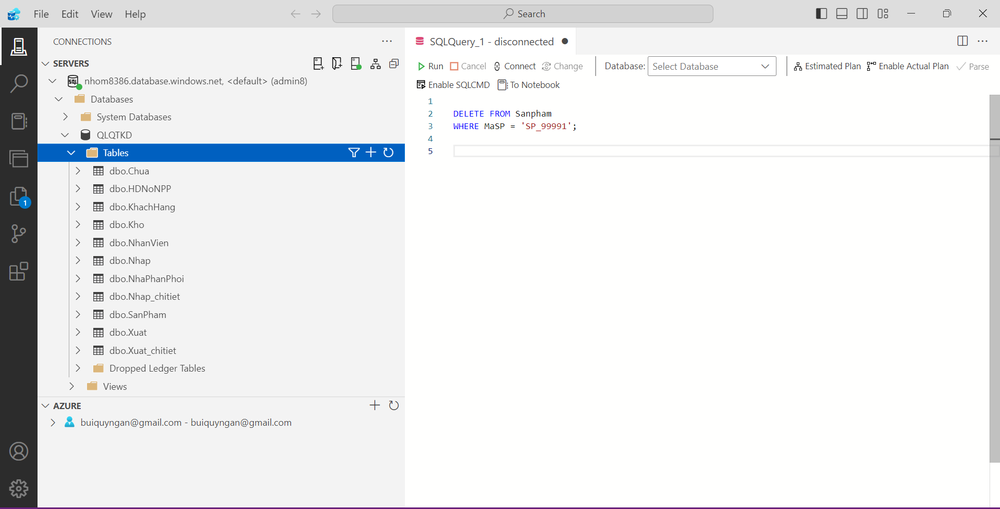 File Edit View Help
Search
CONNECTIONS
SERVERS
nhom8386.database.windows.net, <default> (admin8)
Databases
System Databases
QLQTKD
Tables
dbo.Chua
dbo.HDNoNPP
dbo.KhachHang
dbo.Kho
dbo.NhanVien
dbo.Nhap
dbo.NhaPhanPhoi
dbo.Nhap_chitiet
dbo.SanPham
dbo.Xuat
dbo.Xuat_chitiet
Dropped Ledger Tables
Views
AZURE
buiquyngan@gmail.com - buiquyngan@gmail.com
1
SQLQuery_1 - disconnected
Run Cancel Connect Change Database: Select Database Estimated Plan Enable Actual Plan Parse
Enable SQLCMD To Notebook
1
2 DELETE FROM Sanpham
3 WHERE MaSP = 'SP_99991';
4
5